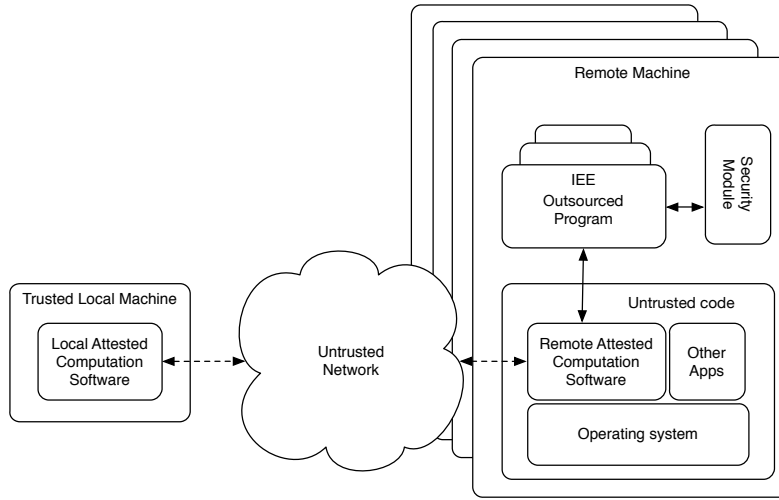 Remote Machine
IEE
Outsourced
Program
Security
Module
Trusted Local Machine
Local Attested
Computation
Software
Untrusted
Network
Untrusted code
Remote Attested
Computation
Software
Other
Apps
Operating system